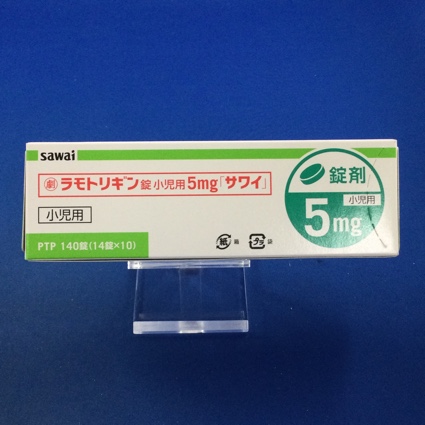 sawai
劇 ラモトリギン錠小児用5mg「サワイ」
小児用
PTP 140錠(14錠×10)
紙 箱
プラ 袋
錠剤
小児用
5mg